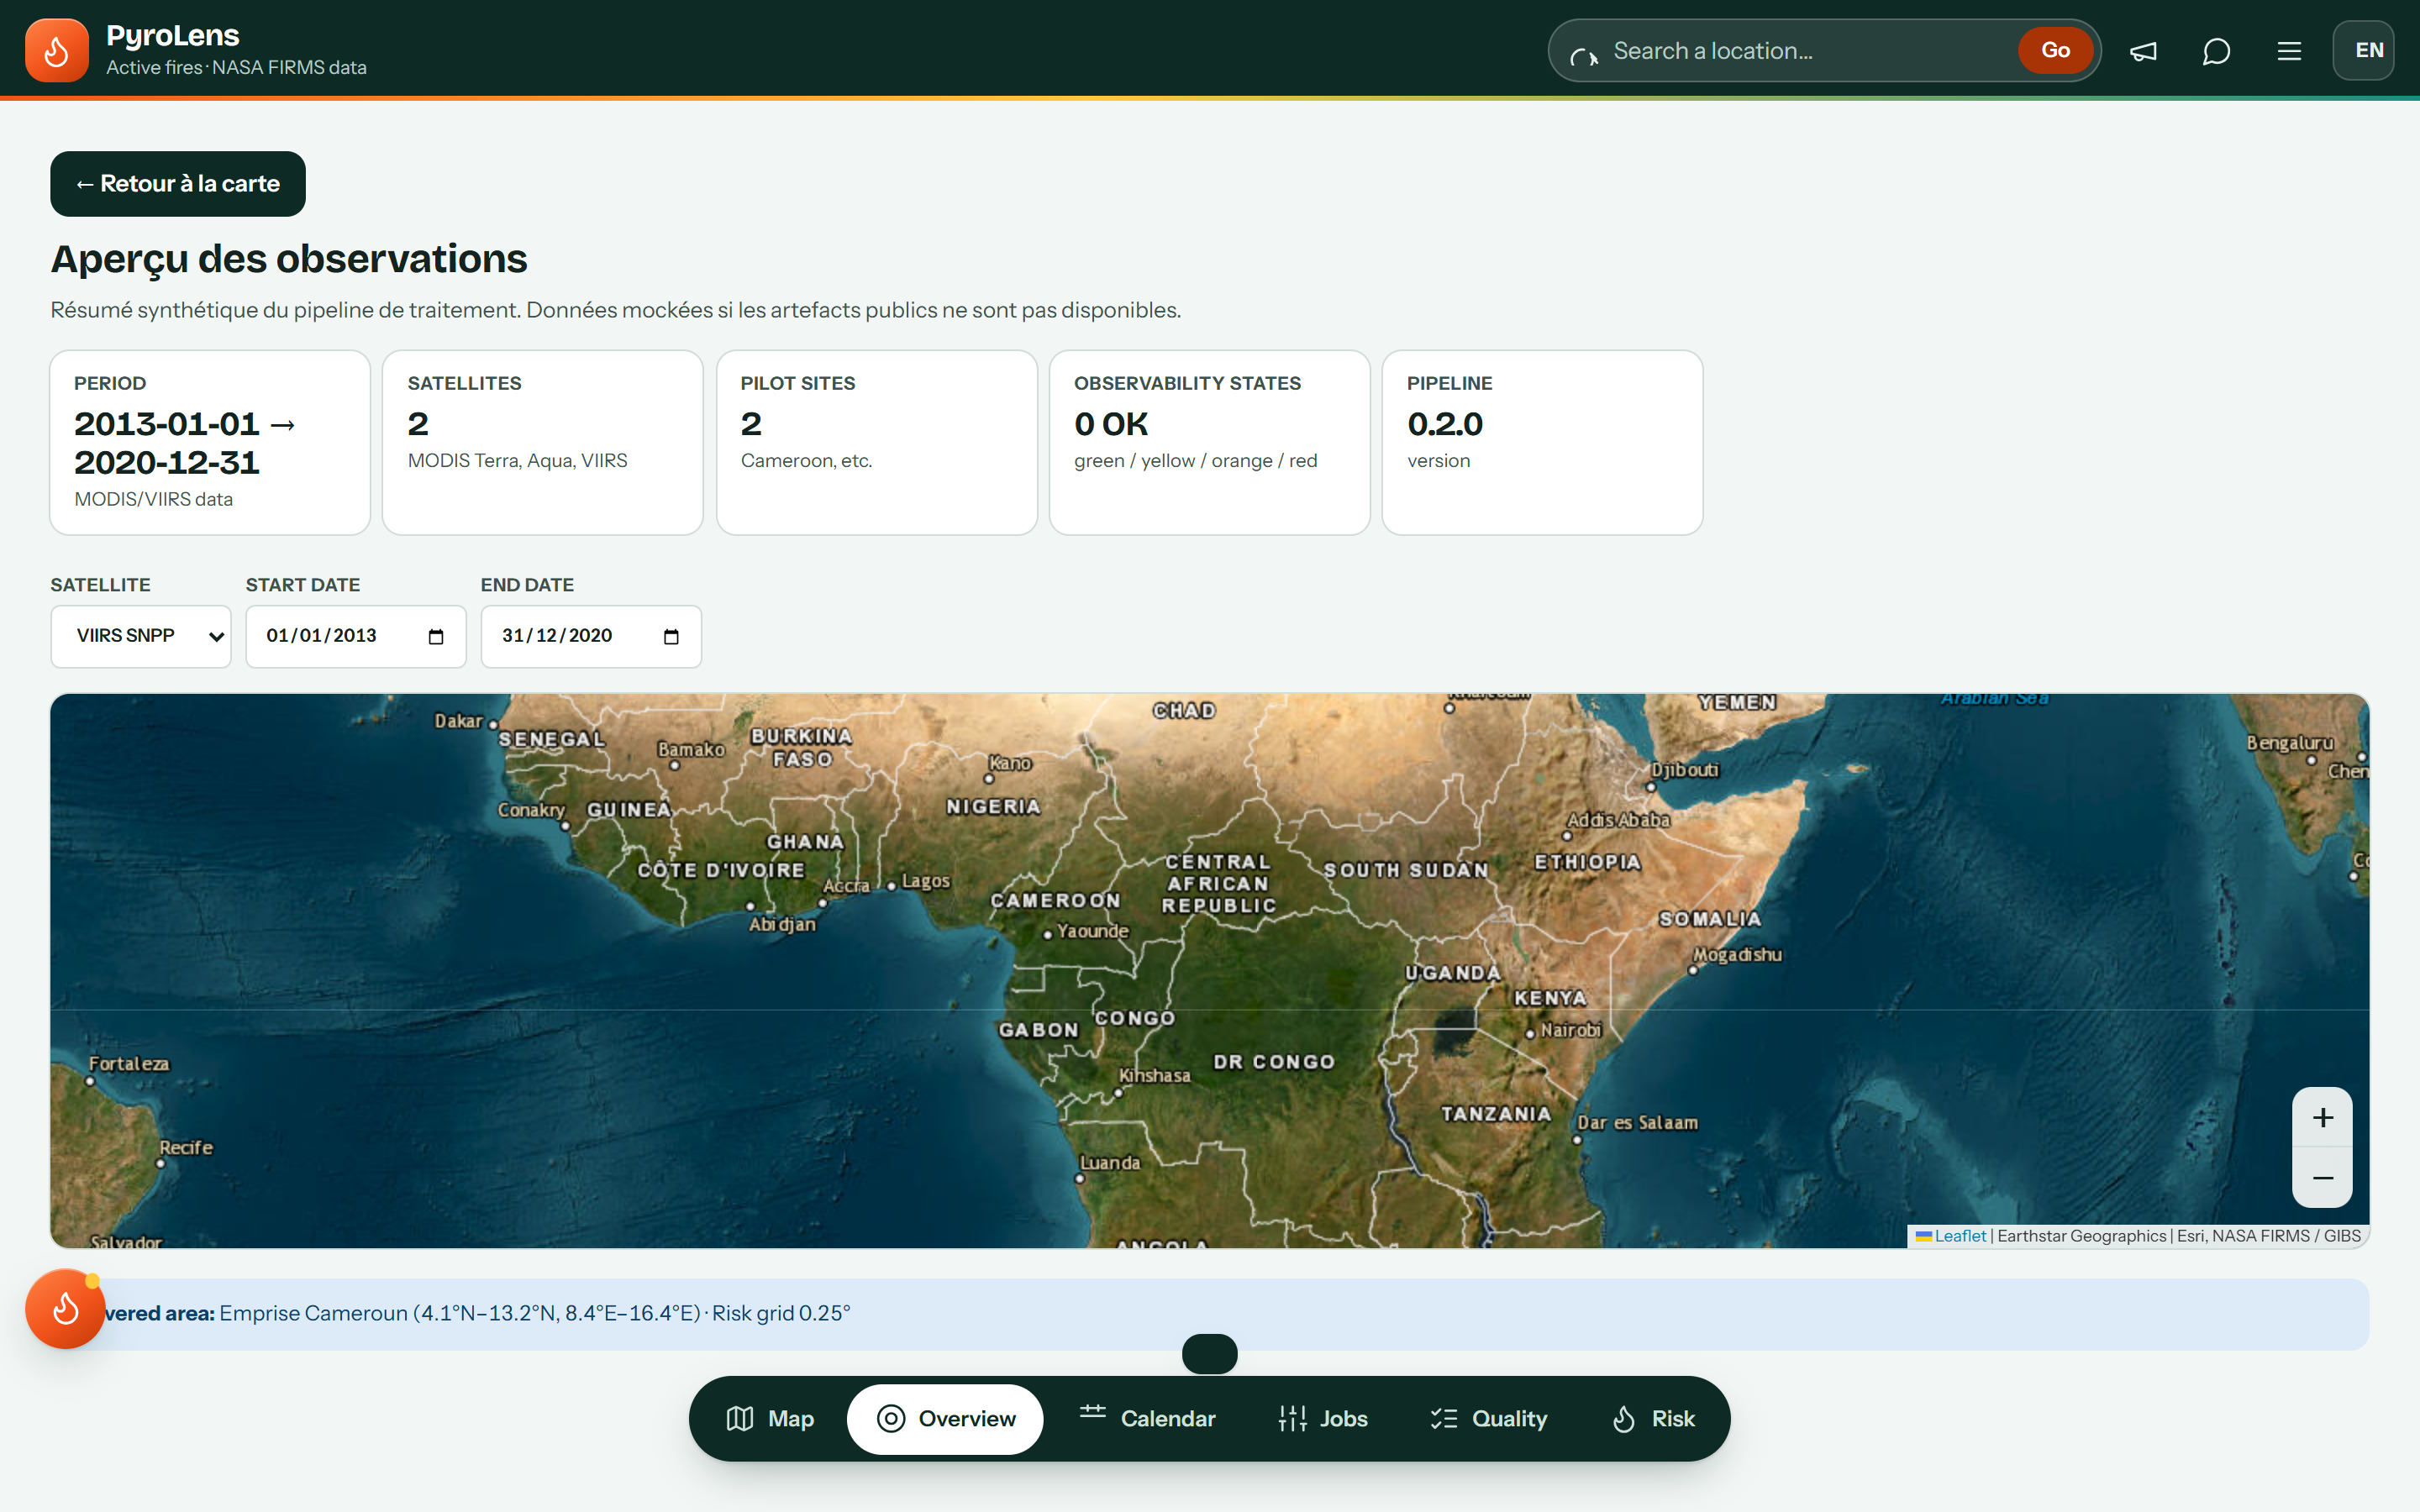 PyroLens
Active fires · NASA FIRMS data
Search a location...
Go
EN
← Retour à la carte
Aperçu des observations
Résumé synthétique du pipeline de traitement. Données mockées si les artefacts publics ne sont pas disponibles.
PERIOD
2013-01-01 →
2020-12-31
MODIS/VIIRS data
SATELLITES
2
MODIS Terra, Aqua, VIIRS
PILOT SITES
2
Cameroon, etc.
OBSERVABILITY STATES
0 OK
green / yellow / orange / red
PIPELINE
0.2.0
version
SATELLITE
VIIRS SNPP
START DATE
01/01/2013
END DATE
31/12/2020
Dakar
SENEGAL
Bamako
BURKINA
FASO
CHAD
YEMEN
Arabian Sea
Bengaluru
Kano
Djibouti
Conakry
GUINEA
NIGERIA
Addis Ababa
GHANA
CÔTE D'IVOIRE
CENTRAL
AFRICAN
REPUBLIC
SOUTH SUDAN
ETHIOPIA
Accra
Lagos
CAMEROON
Abidjan
Yaounde
SOMALIA
Mogadishu
UGANDA
KENYA
GABON
CONGO
Nairobi
Fortaleza
DR CONGO
Kinshasa
TANZANIA
Dar es Salaam
Recife
Luanda
Salvador
ANGOLA
+
−
Leaflet | Earthstar Geographics | Esri, NASA FIRMS / GIBS
vered area: Emprise Cameroun (4.1°N–13.2°N, 8.4°E–16.4°E) · Risk grid 0.25°
Map
Overview
Calendar
Jobs
Quality
Risk